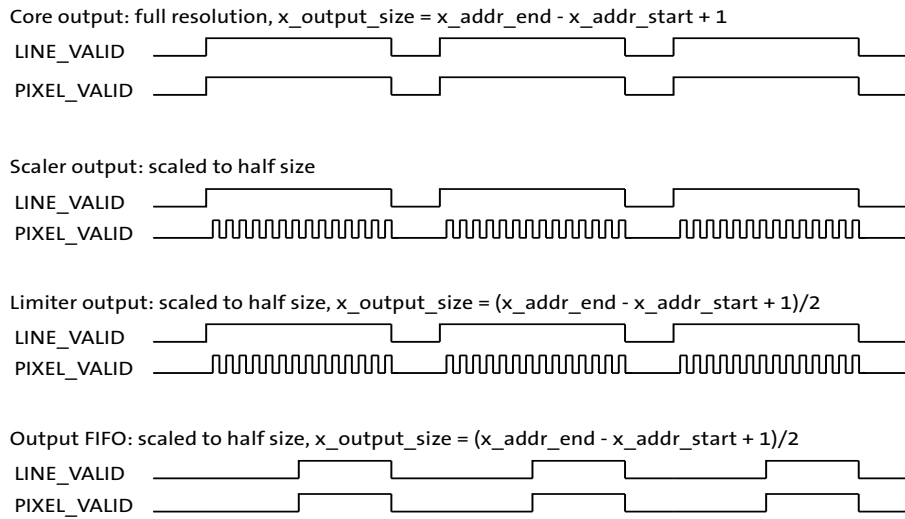 Core output: full resolution, x_output_size = x_addr_end - x_addr_start + 1
LINE_VALID
PIXEL_VALID
Scaler output: scaled to half size
LINE_VALID
PIXEL_VALID
Limiter output: scaled to half size, x_output_size = (x_addr_end - x_addr_start + 1)/2
LINE_VALID
PIXEL_VALID
Output FIFO: scaled to half size, x_output_size = (x_addr_end - x_addr_start + 1)/2
LINE_VALID
PIXEL_VALID